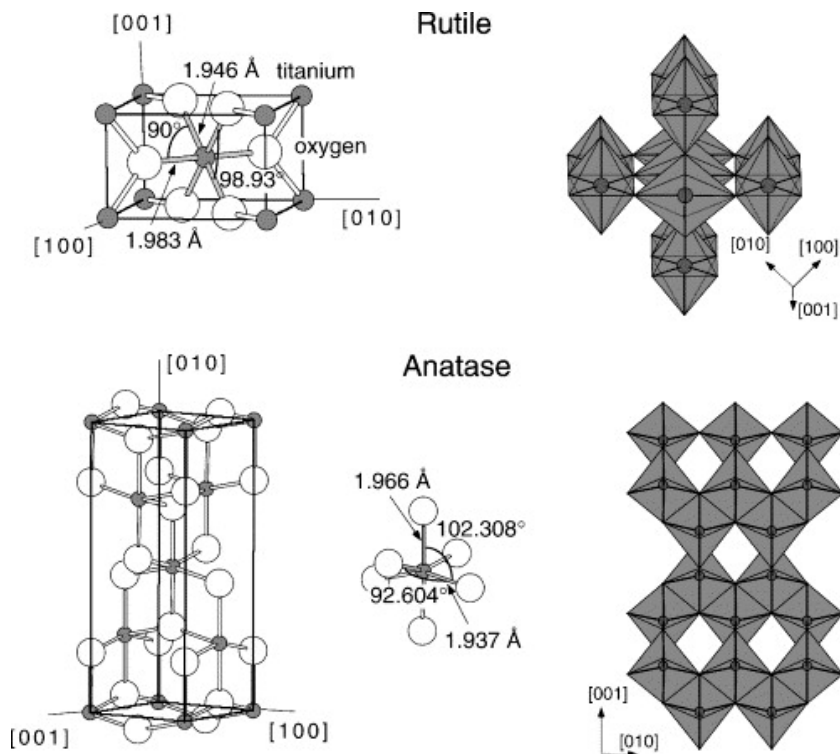 Rutile
[001]
1.946 Å
titanium
90°
oxygen
98.93°
[010]
[100]
1.983 Å
[010]
[100]
[001]
Anatase
[010]
1.966 Å
102.308°
92.604°
1.937 Å
[001]
[100]
[001]
[010]